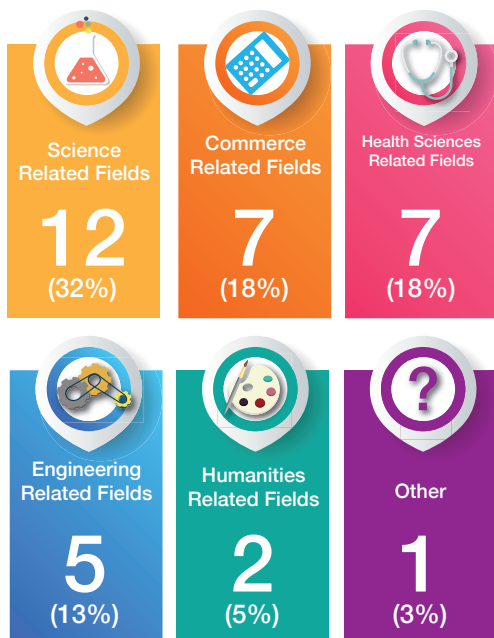 Science
Related Fields
12
(32%)
Commerce
Related Fields
7
(18%)
Health Sciences
Related Fields
7
(18%)
Engineering
Related Fields
5
(13%)
Humanities
Related Fields
2
(5%)
?
Other
1
(3%)